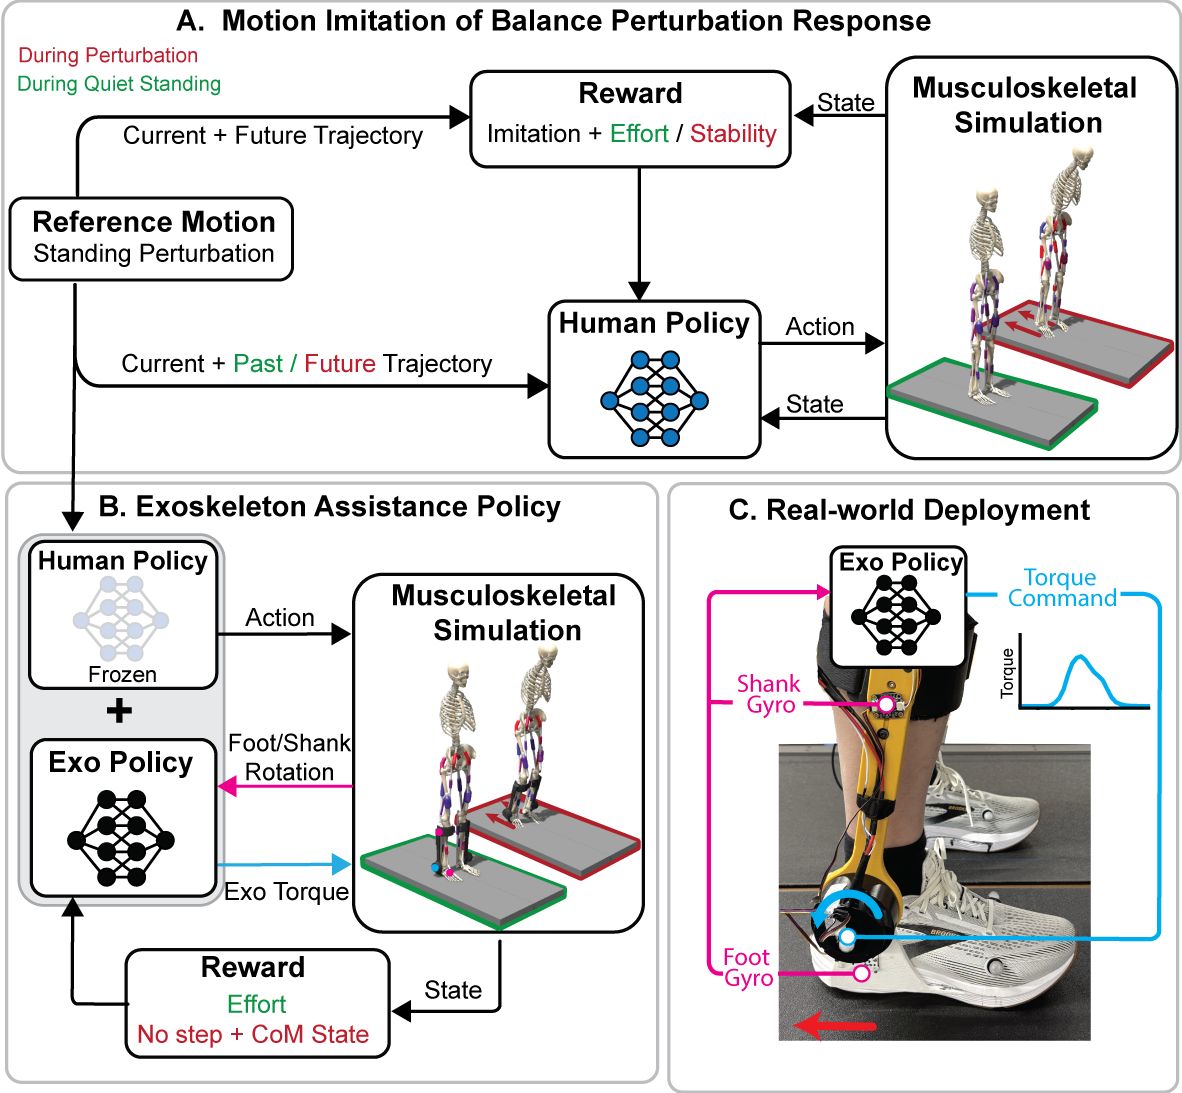 A. Motion Imitation of Balance Perturbation Response
During Perturbation
During Quiet Standing
Reward
Imitation + Effort / Stability
State
Musculoskeletal
Simulation
Current + Future Trajectory
Reference Motion
Standing Perturbation
Human Policy
Action
Current + Past / Future Trajectory
State
B. Exoskeleton Assistance Policy
Human Policy
Frozen
+
Exo Policy
Action
Foot/Shank
Rotation
Exo Torque
Musculoskeletal
Simulation
Reward
Effort
No step + CoM State
State
C. Real-world Deployment
Exo Policy
Torque
Command
Torque
Shank
Gyro
Foot
Gyro